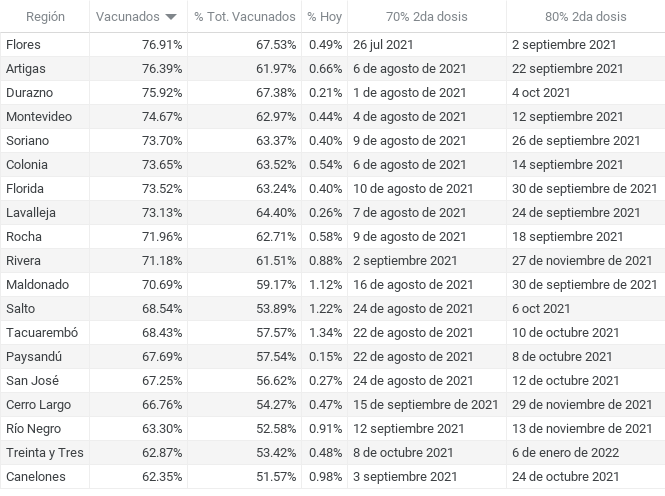 Región Vacunados % Tot. Vacunados % Hoy 70% 2da dosis 80% 2da dosis
Flores 76.91% 67.53% 0.49% 26 jul 2021 2 septiembre 2021
Artigas 76.39% 61.97% 0.66% 6 de agosto de 2021 22 septiembre 2021
Durazno 75.92% 67.38% 0.21% 1 de agosto de 2021 4 oct 2021
Montevideo 74.67% 62.97% 0.44% 4 de agosto de 2021 12 septiembre 2021
Soriano 73.70% 63.37% 0.40% 9 de agosto de 2021 26 de septiembre 2021
Colonia 73.65% 63.52% 0.54% 6 de agosto de 2021 14 septiembre 2021
Florida 73.52% 63.24% 0.40% 10 de agosto de 2021 30 de septiembre de 2021
Lavalleja 73.13% 64.40% 0.26% 7 de agosto de 2021 24 de septiembre 2021
Rocha 71.96% 62.71% 0.58% 9 de agosto de 2021 18 septiembre 2021
Rivera 71.18% 61.51% 0.88% 2 septiembre 2021 27 de noviembre de 2021
Maldonado 70.69% 59.17% 1.12% 16 de agosto de 2021 30 de septiembre de 2021
Salto 68.54% 53.89% 1.22% 24 de agosto de 2021 6 oct 2021
Tacuarembó 68.43% 57.57% 1.34% 22 de agosto de 2021 10 de octubre 2021
Paysandú 67.69% 57.54% 0.15% 22 de agosto de 2021 8 de octubre 2021
San José 67.25% 56.62% 0.27% 24 de agosto de 2021 12 de octubre 2021
Cerro Largo 66.76% 54.27% 0.47% 15 de septiembre de 2021 29 de noviembre de 2021
Río Negro 63.30% 52.58% 0.91% 12 septiembre 2021 13 de noviembre de 2021
Treinta y Tres 62.87% 53.42% 0.48% 8 de octubre 2021 6 de enero de 2022
Canelones 62.35% 51.57% 0.98% 3 septiembre 2021 24 de octubre 2021